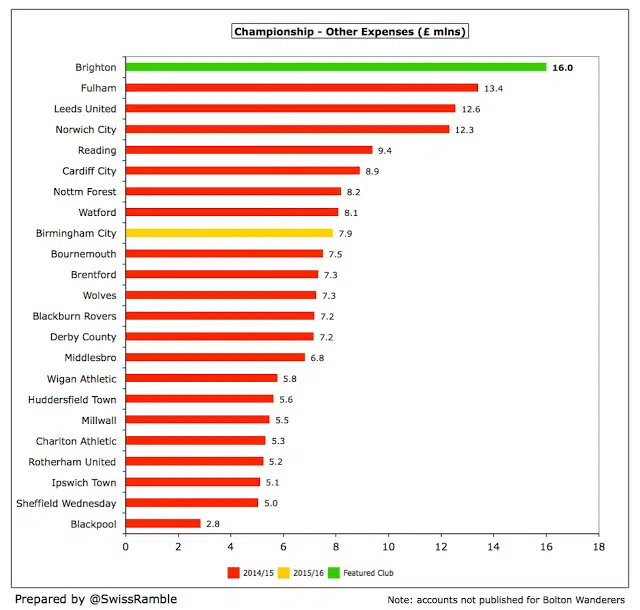 Championship - Other Expenses (£ mlns)
Brighton 16.0
Fulham 13.4
Leeds United 12.6
Norwich City 12.3
Reading 9.4
Cardiff City 8.9
Nottm Forest 8.2
Watford 8.1
Birmingham City 7.9
Bournemouth 7.5
Brentford 7.3
Wolves 7.3
Blackburn Rovers 7.2
Derby County 7.2
Middlesbro 6.8
Wigan Athletic 5.8
Huddersfield Town 5.6
Millwall 5.5
Charlton Athletic 5.3
Rotherham United 5.2
Ipswich Town 5.1
Sheffield Wednesday 5.0
Blackpool 2.8
0 2 4 6 8 10 12 14 16 18
2014/15 2015/16 Featured Club
Prepared by @SwissRamble Note: accounts not published for Bolton Wanderers